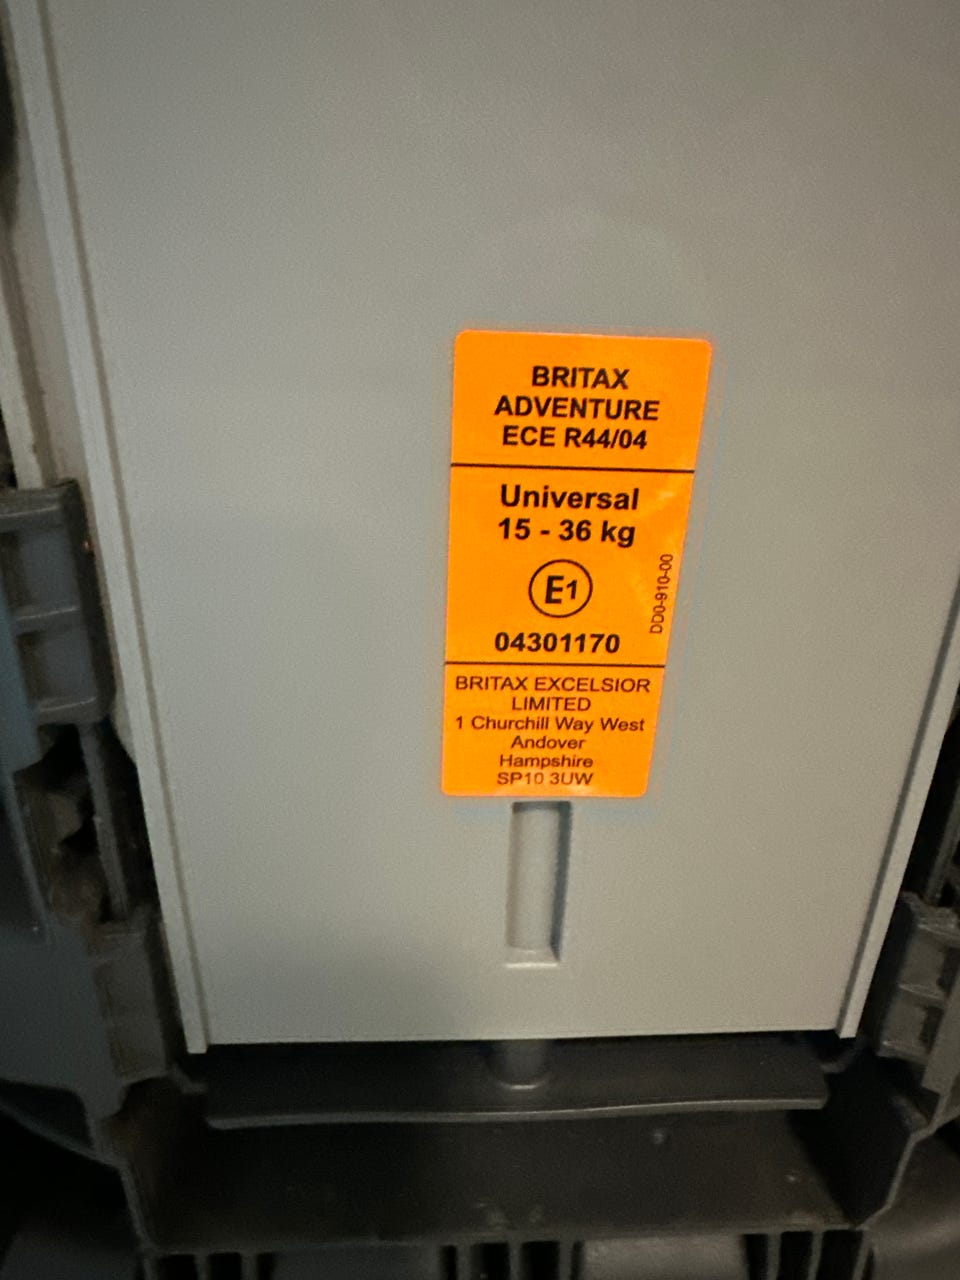 BRITAX
ADVENTURE
ECE R44/04
Universal
15 - 36 kg
E1
04301170
DD0-910-00
BRITAX EXCELSIOR
LIMITED
1 Churchill Way West
Andover
Hampshire
SP10 3UW